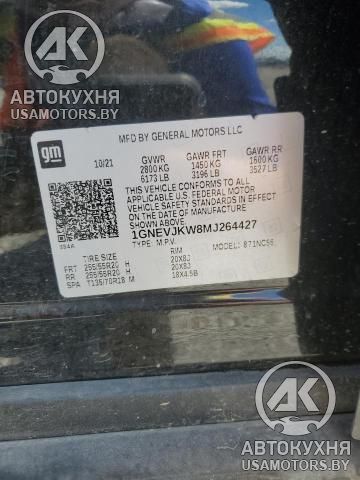 AK
АВТОКУХНЯ
USAMOTORS.BY
gm
MFD BY GENERAL MOTORS LLC
10/21 GVWR GAWR FRT GAWR RR
2800 KG 1450 KG 1600 KG
6173 LB 3196 LB 3527 LB
THIS VEHICLE CONFORMS TO ALL
APPLICABLE U.S. FEDERAL MOTOR
VEHICLE SAFETY STANDARDS IN
EFFECT ON THE DATE OF MANUFACTURE
SHOWN ABOVE.
1GNEVJKW8MJ264427
TYPE: M.P.V. MODEL: 871NC56
354A
TIRE SIZE RIM
FRT 255/55R20 H 20X8J
RR 255/55R20 H 20X8J
SPA T135/70R18 M 18X4.5B
AK
АВТОКУХНЯ
USAMOTORS.BY